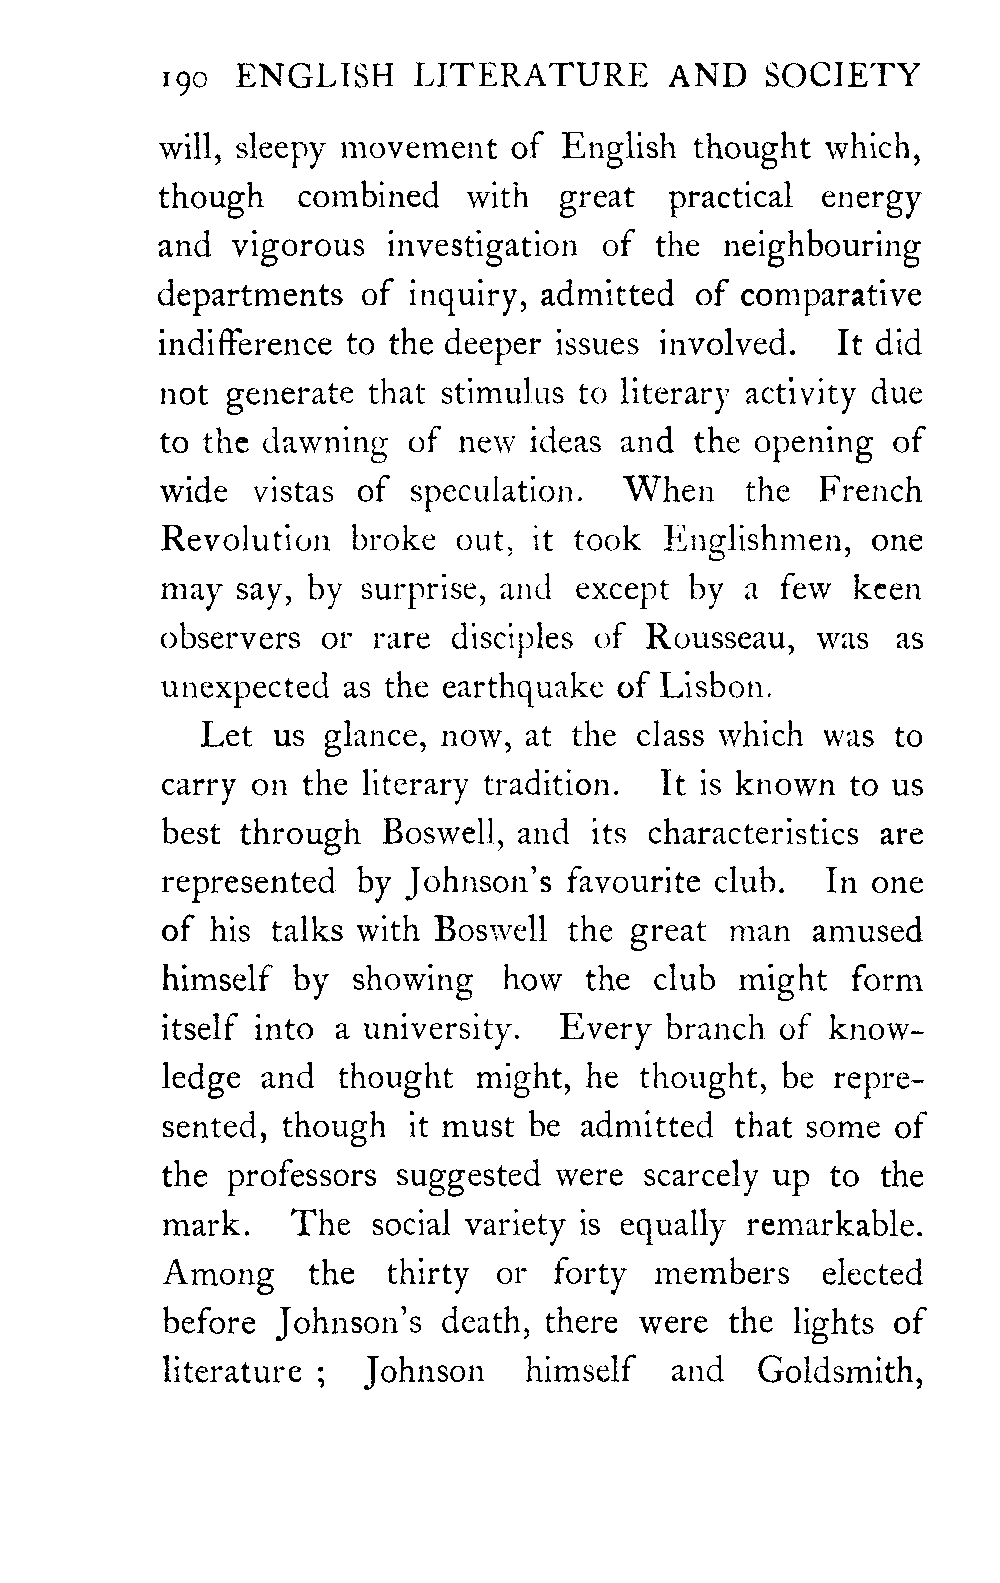 190 ENGLISH LITERATURE AND SOCIETY
will, sleepy movement of English thought which,
though combined with great practical energy
and vigorous investigation of the neighbouring
departments of inquiry, admitted of comparative
indifference to the deeper issues involved. It did
not generate that stimulus to literary activity due
to the dawning of new ideas and the opening of
wide vistas of speculation. When the French
Revolution broke out, it took Englishmen, one
may say, by surprise, and except by a few keen
observers or rare disciples of Rousseau, was as
unexpected as the earthquake of Lisbon.
Let us glance, now, at the class which was to
carry on the literary tradition. It is known to us
best through Boswell, and its characteristics are
represented by Johnson's favourite club. In one
of his talks with Boswell the great man amused
himself by showing how the club might form
itself into a university. Every branch of know-
ledge and thought might, he thought, be repre-
sented, though it must be admitted that some of
the professors suggested were scarcely up to the
mark. The social variety is equally remarkable.
Among the thirty or forty members elected
before Johnson's death, there were the lights of
literature ; Johnson himself and Goldsmith,